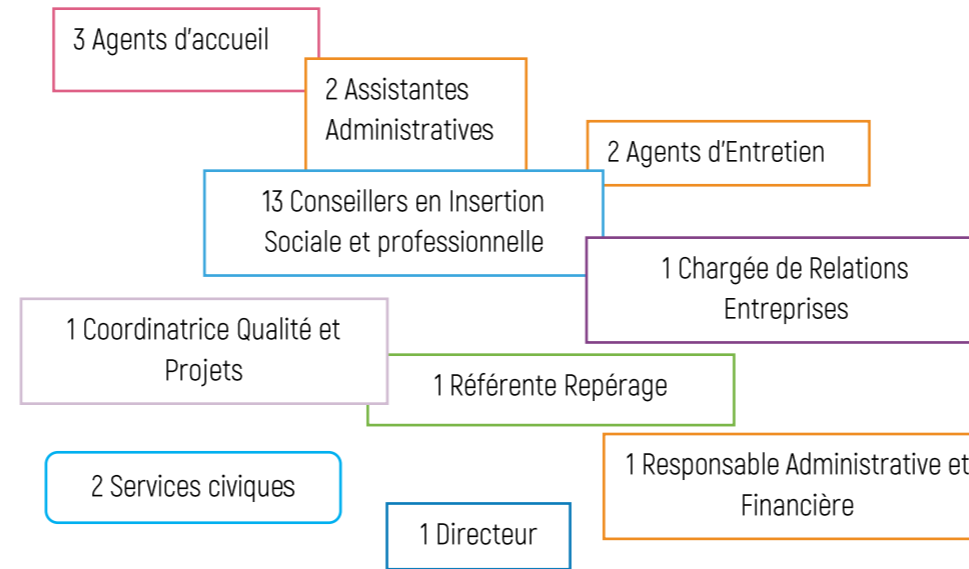 3 Agents d'accueil
2 Assistantes
Administratives
2 Agents d'Entretien
13 Conseillers en Insertion
Sociale et professionnelle
1 Chargée de Relations
Entreprises
1 Coordinatrice Qualité et
Projets
1 Référente Repérage
1 Responsable Administrative et
Financière
2 Services civiques
1 Directeur